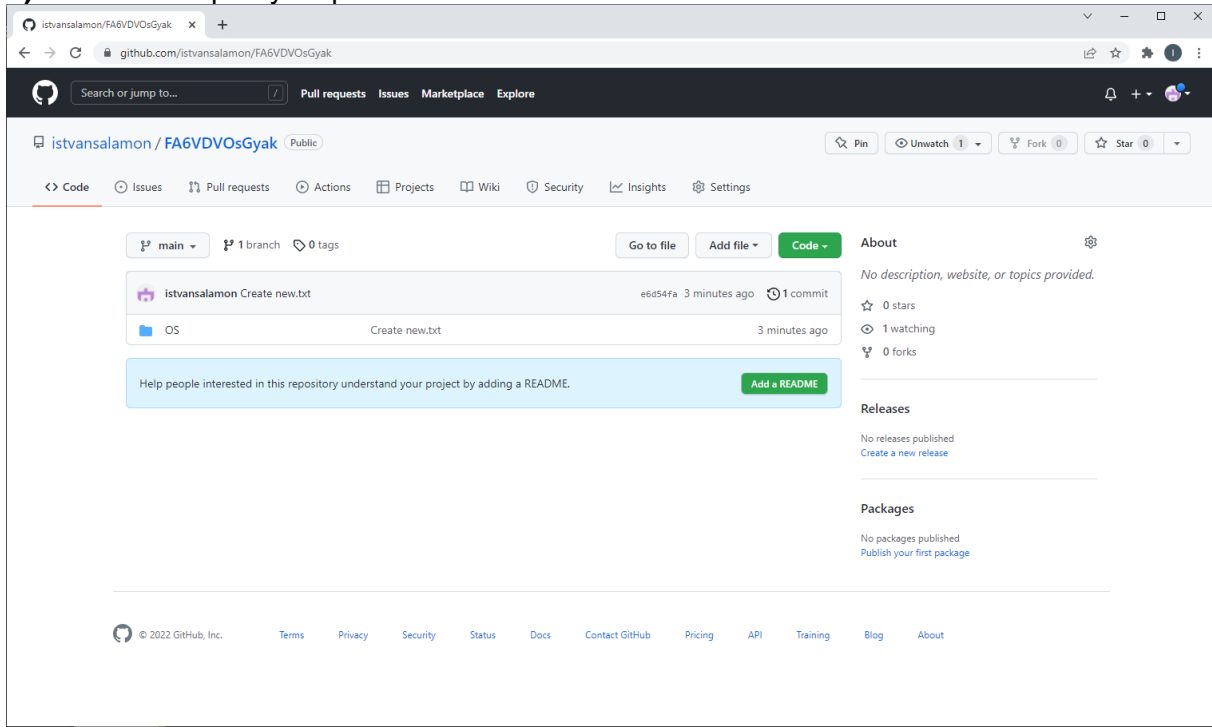 istvansalamon/FA6VDVOsGyak
github.com/istvansalamon/FA6VDVOsGyak
Search or jump to... / Pull requests Issues Marketplace Explore
istvansalamon / FA6VDVOsGyak Public
Pin Unwatch 1 Fork 0 Star 0
Code Issues Pull requests Actions Projects Wiki Security Insights Settings
main 1 branch 0 tags Go to file Add file Code
istvansalamon Create new.txt e6d54fa 3 minutes ago 1 commit
OS Create new.txt 3 minutes ago
Help people interested in this repository understand your project by adding a README. Add a README
About
No description, website, or topics provided.
0 stars
1 watching
0 forks
Releases
No releases published
Create a new release
Packages
No packages published
Publish your first package
© 2022 GitHub, Inc. Terms Privacy Security Status Docs Contact GitHub Pricing API Training Blog About